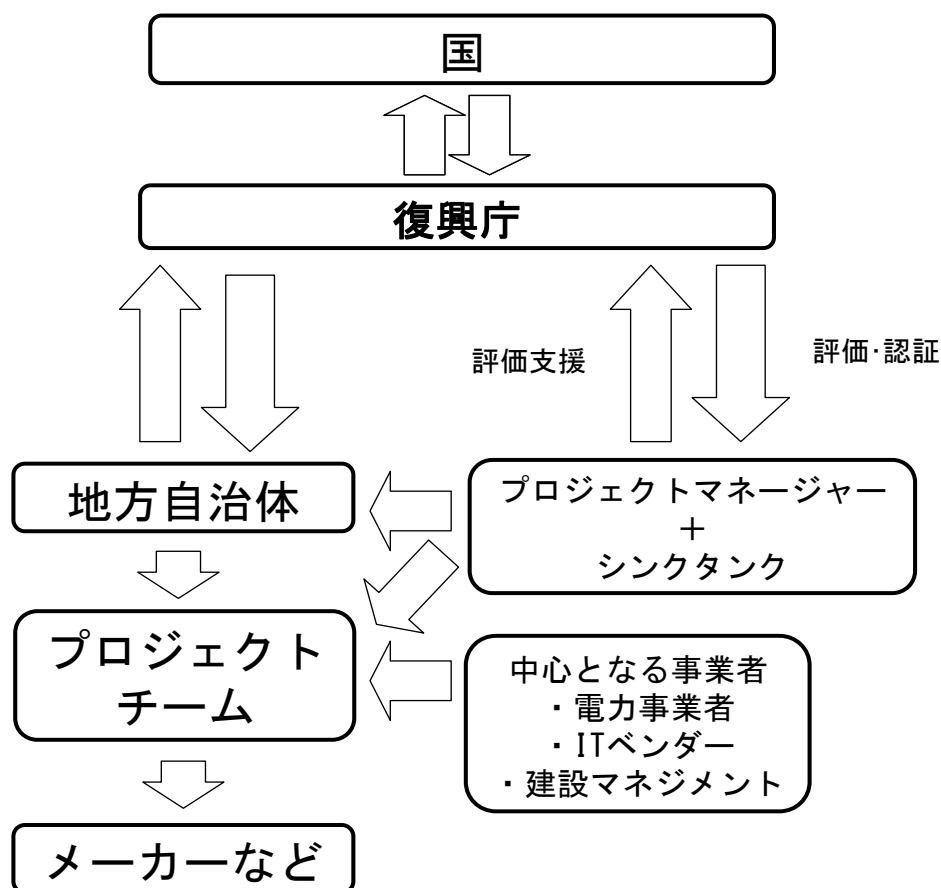 国
復興庁
評価支援
評価・認証
地方自治体
プロジェクトマネージャー
＋
シンクタンク
プロジェクト
チーム
中心となる事業者
・電力事業者
・ITベンダー
・建設マネジメント
メーカーなど